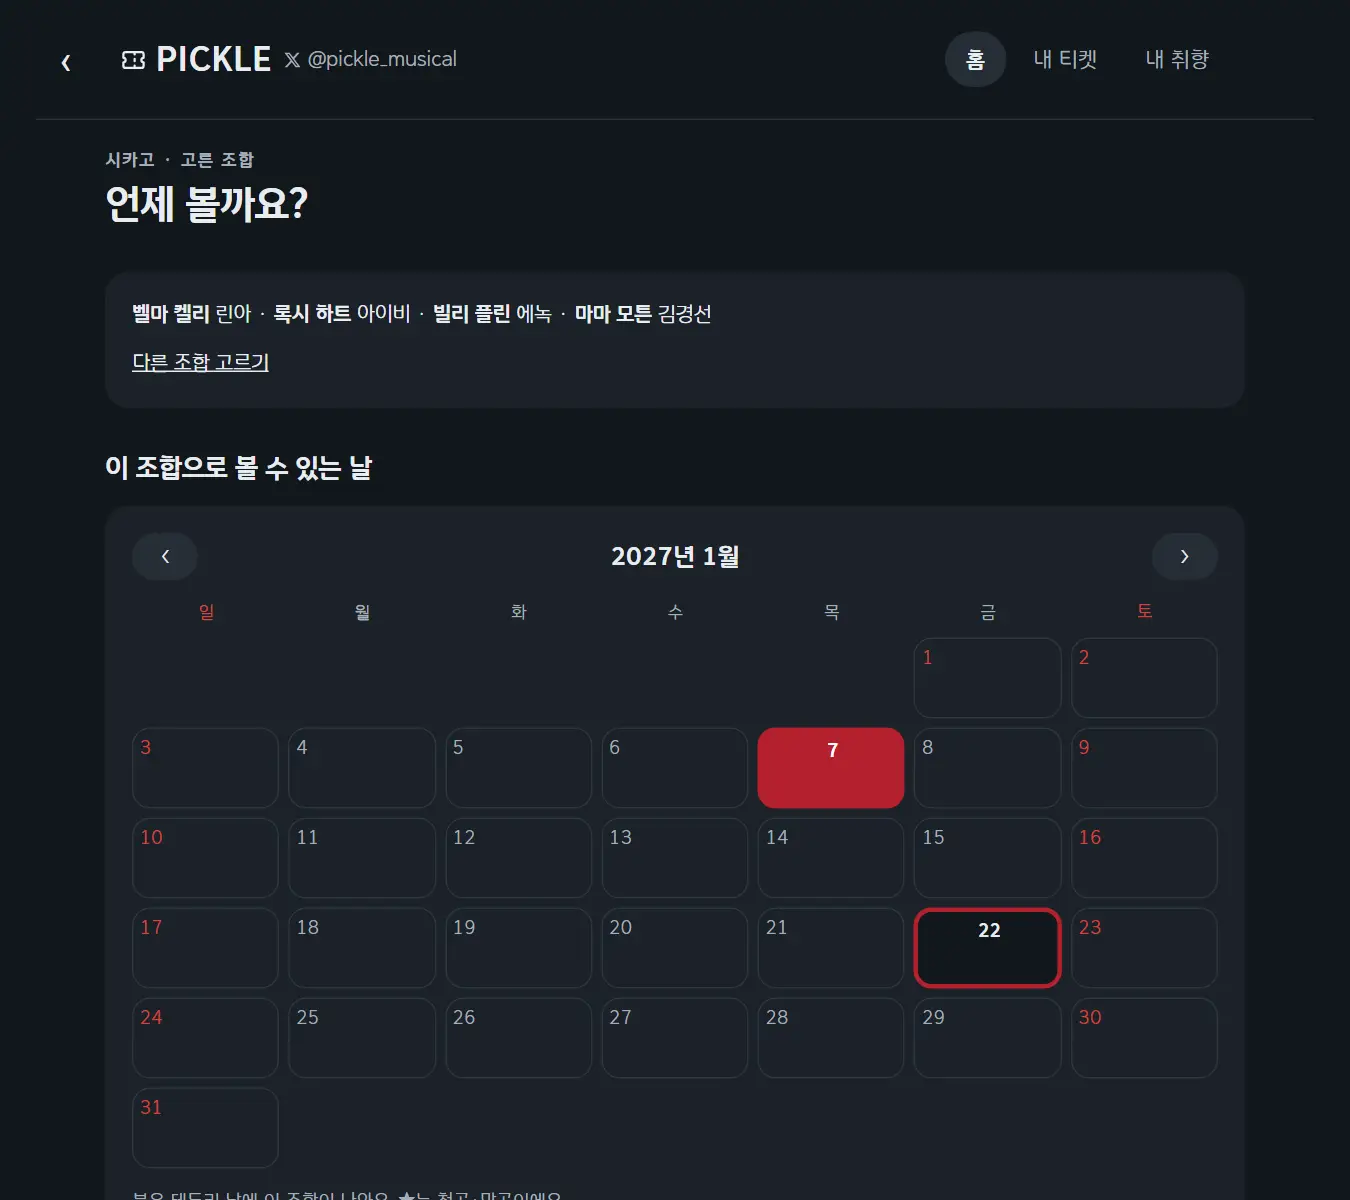 ‹ PICKLE 𝕏 @pickle_musical 홈 내 티켓 내 취향
시카고 · 고른 조합
언제 볼까요?
벨마 켈리 린아 · 록시 하트 아이비 · 빌리 플린 에녹 · 마마 모튼 김경선
다른 조합 고르기
이 조합으로 볼 수 있는 날
‹ 2027년 1월 ›
일 월 화 수 목 금 토
1 2
3 4 5 6 7 8 9
10 11 12 13 14 15 16
17 18 19 20 21 22 23
24 25 26 27 28 29 30
31